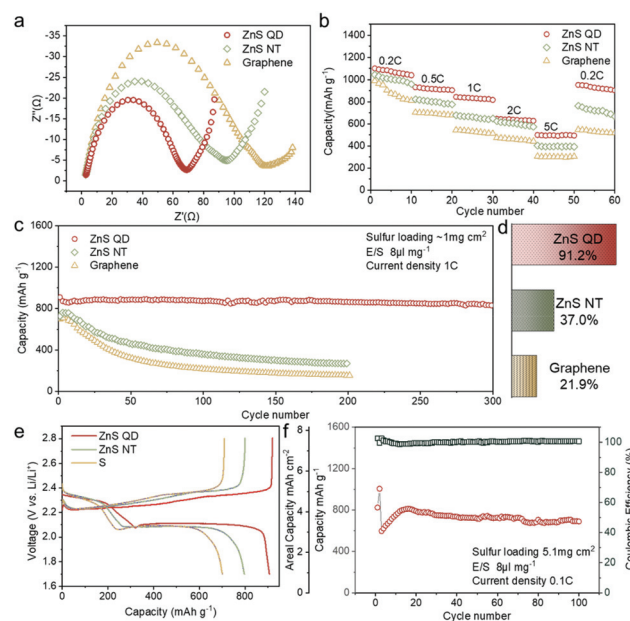 a
ZnS QD
ZnS NT
Graphene
-35
-30
-25
-20
-15
-10
-5
0
Z"(Ω)
0 20 40 60 80 100 120 140
Z'(Ω)
b
ZnS QD
ZnS NT
Graphene
0.2C
0.5C
1C
2C
5C
0.2C
1400
1200
1000
800
600
400
200
0
Capacity(mAh g-1)
0 10 20 30 40 50 60
Cycle number
c
ZnS QD
ZnS NT
Graphene
Sulfur loading ~1mg cm2
E/S 8μl mg-1
Current density 1C
1600
1200
800
400
0
Capacity (mAh g-1)
0 50 100 150 200 250 300
Cycle number
d
ZnS QD
91.2%
ZnS NT
37.0%
Graphene
21.9%
e
ZnS QD
ZnS NT
S
2.8
2.4
2.0
1.6
Voltage (V vs. Li/Li+)
0 200 400 600 800
Capacity (mAh g-1)
f
8
6
4
2
0
Areal Capacity mAh cm-2
1600
1200
800
400
0
Capacity mAh g-1
100
80
60
40
20
0
Coulombic Efficiency (%)
Sulfur loading 5.1mg cm2
E/S 8μl mg-1
Current density 0.1C
0 20 40 60 80 100
Cycle number